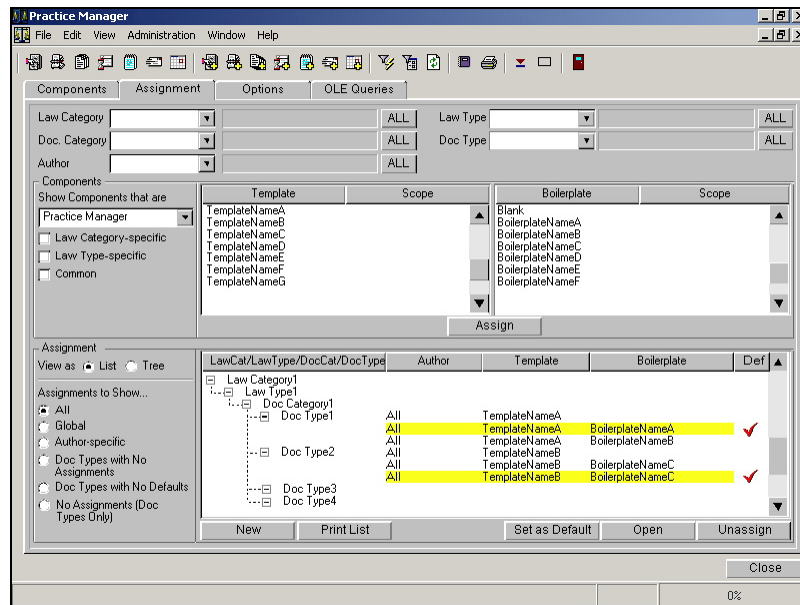 Practice Manager
File Edit View Administration Window Help
Components Assignment Options OLE Queries
Law Category ALL Law Type ALL
Doc. Category ALL Doc Type ALL
Author ALL
Components
Show Components that are
Practice Manager
Law Category-specific
Law Type-specific
Common
Template Scope
TemplateNameA
TemplateNameB
TemplateNameC
TemplateNameD
TemplateNameE
TemplateNameF
TemplateNameG
Boilerplate Scope
Blank
BoilerplateNameA
BoilerplateNameB
BoilerplateNameC
BoilerplateNameD
BoilerplateNameE
BoilerplateNameF
Assign
Assignment
View as List Tree
Assignments to Show...
All
Global
Author-specific
Doc Types with No
Assignments
Doc Types with No Defaults
No Assignments (Doc
Types Only)
LawCat/LawType/DocCat/DocType Author Template Boilerplate Def
Law Category1
Law Type1
Doc Category1
Doc Type1 All TemplateNameA
All TemplateNameA BoilerplateNameA
All TemplateNameA BoilerplateNameB
Doc Type2 All TemplateNameB
All TemplateNameB BoilerplateNameC
All TemplateNameB BoilerplateNameC
Doc Type3
Doc Type4
New Print List Set as Default Open Unassign
Close
0%